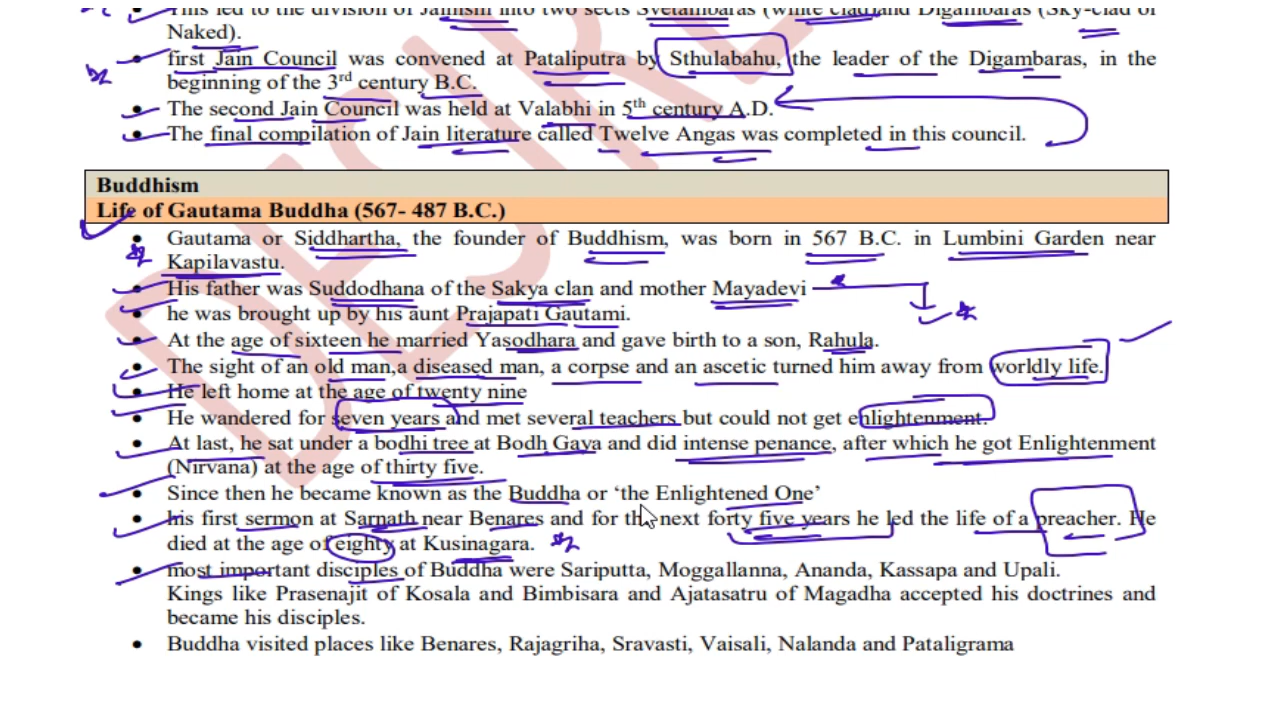 This led to the division of Jainism into two sects Svetambaras (white clad)and Digambaras (Sky-clad or
Naked).
first Jain Council was convened at Pataliputra by Sthulabahu, the leader of the Digambaras, in the
beginning of the 3rd century B.C.
The second Jain Council was held at Valabhi in 5th century A.D.
The final compilation of Jain literature called Twelve Angas was completed in this council.
Buddhism
Life of Gautama Buddha (567- 487 B.C.)
Gautama or Siddhartha, the founder of Buddhism, was born in 567 B.C. in Lumbini Garden near
Kapilavastu.
His father was Suddodhana of the Sakya clan and mother Mayadevi
he was brought up by his aunt Prajapati Gautami.
At the age of sixteen he married Yasodhara and gave birth to a son, Rahula.
The sight of an old man,a diseased man, a corpse and an ascetic turned him away from worldly life.
He left home at the age of twenty nine
He wandered for seven years and met several teachers but could not get enlightenment.
At last, he sat under a bodhi tree at Bodh Gaya and did intense penance, after which he got Enlightenment
(Nirvana) at the age of thirty five.
Since then he became known as the Buddha or ‘the Enlightened One’
his first sermon at Sarnath near Benares and for the next forty five years he led the life of a preacher. He
died at the age of eighty at Kusinagara.
most important disciples of Buddha were Sariputta, Moggallanna, Ananda, Kassapa and Upali.
Kings like Prasenajit of Kosala and Bimbisara and Ajatasatru of Magadha accepted his doctrines and
became his disciples.
Buddha visited places like Benares, Rajagriha, Sravasti, Vaisali, Nalanda and Pataligrama